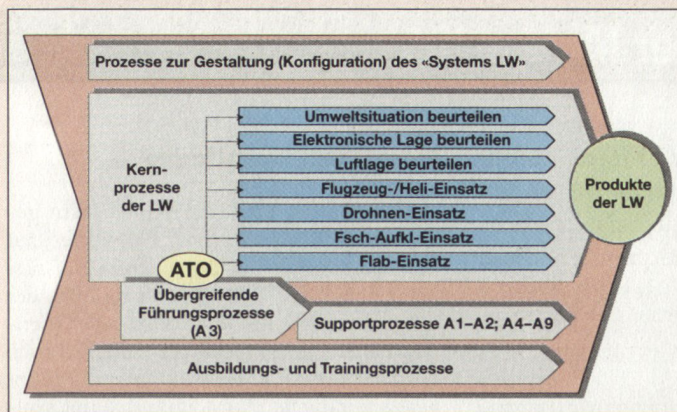 Prozesse zur Gestaltung (Konfiguration) des «Systems LW»
Kern-
prozesse
der LW
Umweltsituation beurteilen
Elektronische Lage beurteilen
Luftlage beurteilen
Flugzeug-/Heli-Einsatz
Drohnen-Einsatz
Fsch-Aufkl-Einsatz
Flab-Einsatz
Produkte
der LW
ATO
Übergreifende
Führungsprozesse
(A 3)
Supportprozesse A1–A2; A4–A9
Ausbildungs- und Trainingsprozesse